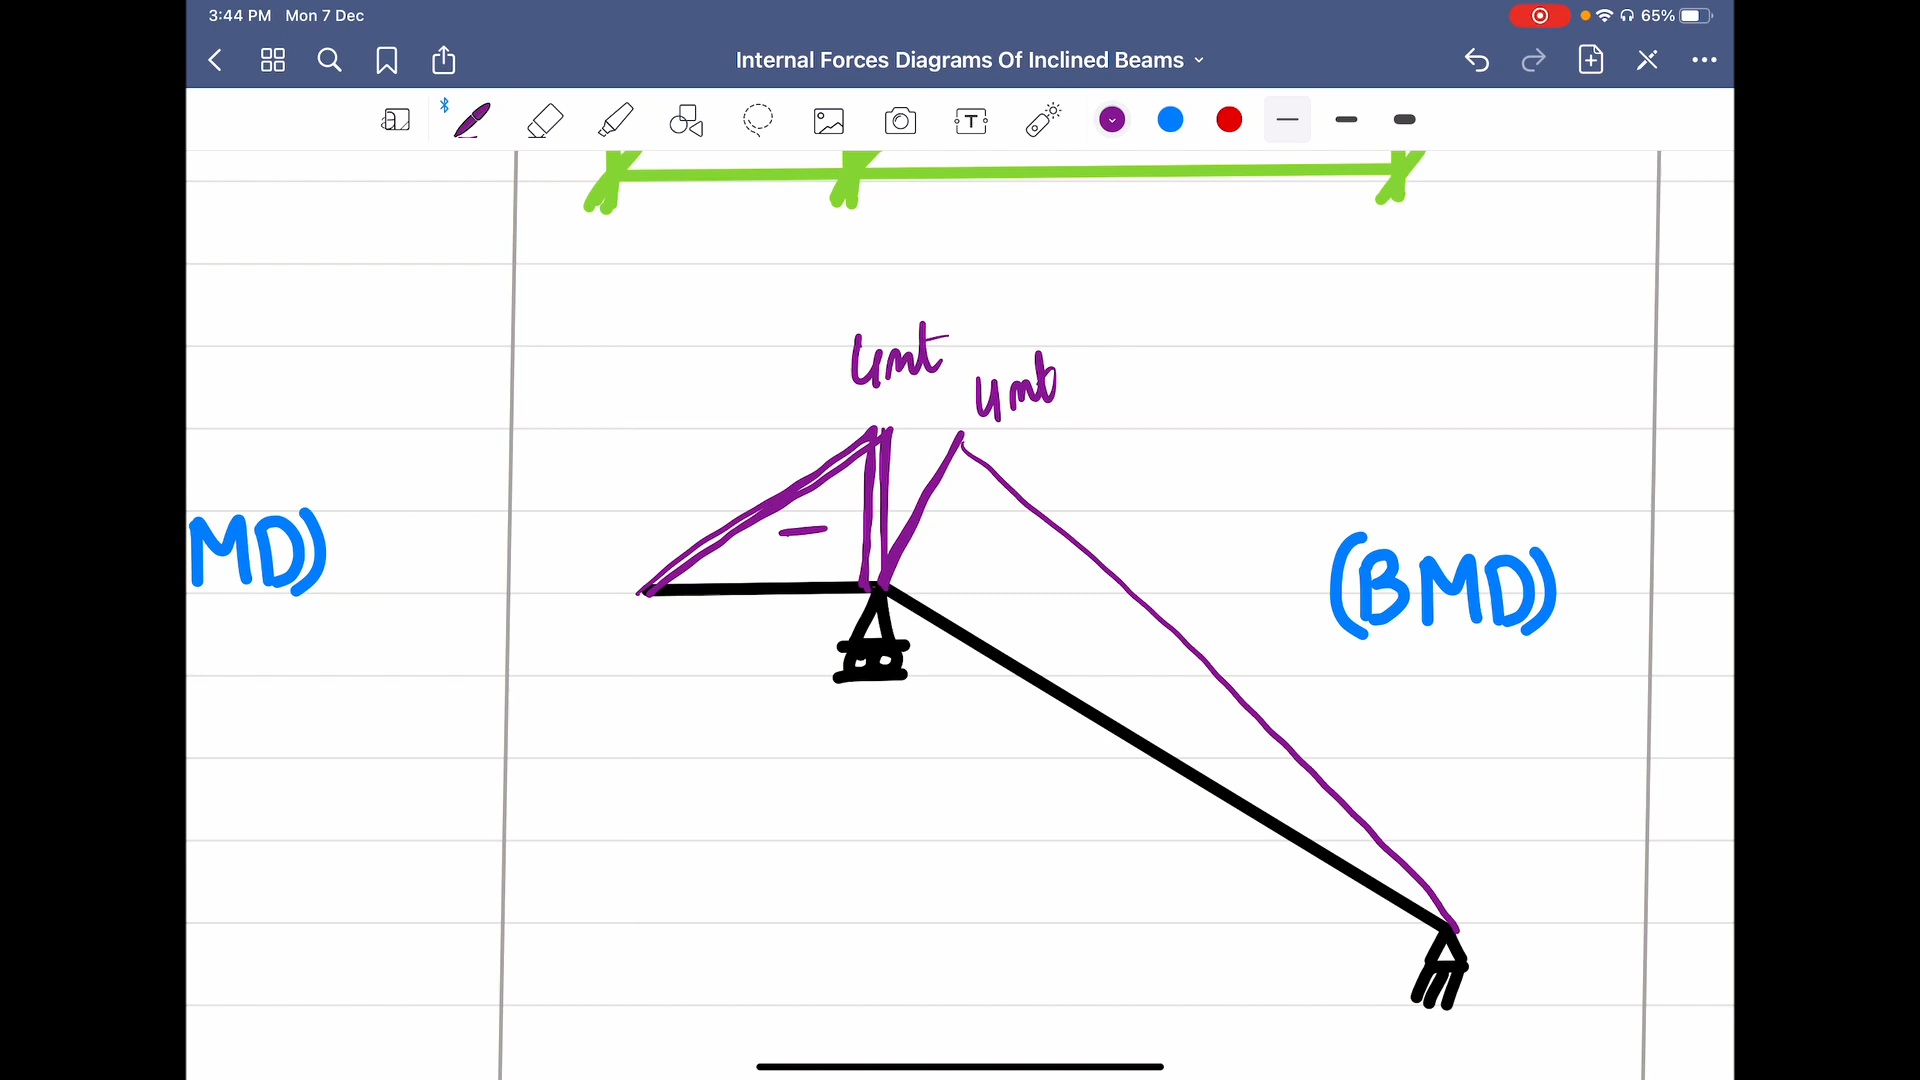 3:44 PM Mon 7 Dec
65%
Internal Forces Diagrams Of Inclined Beams
T
4mt
4mt
MD)
(BMD)